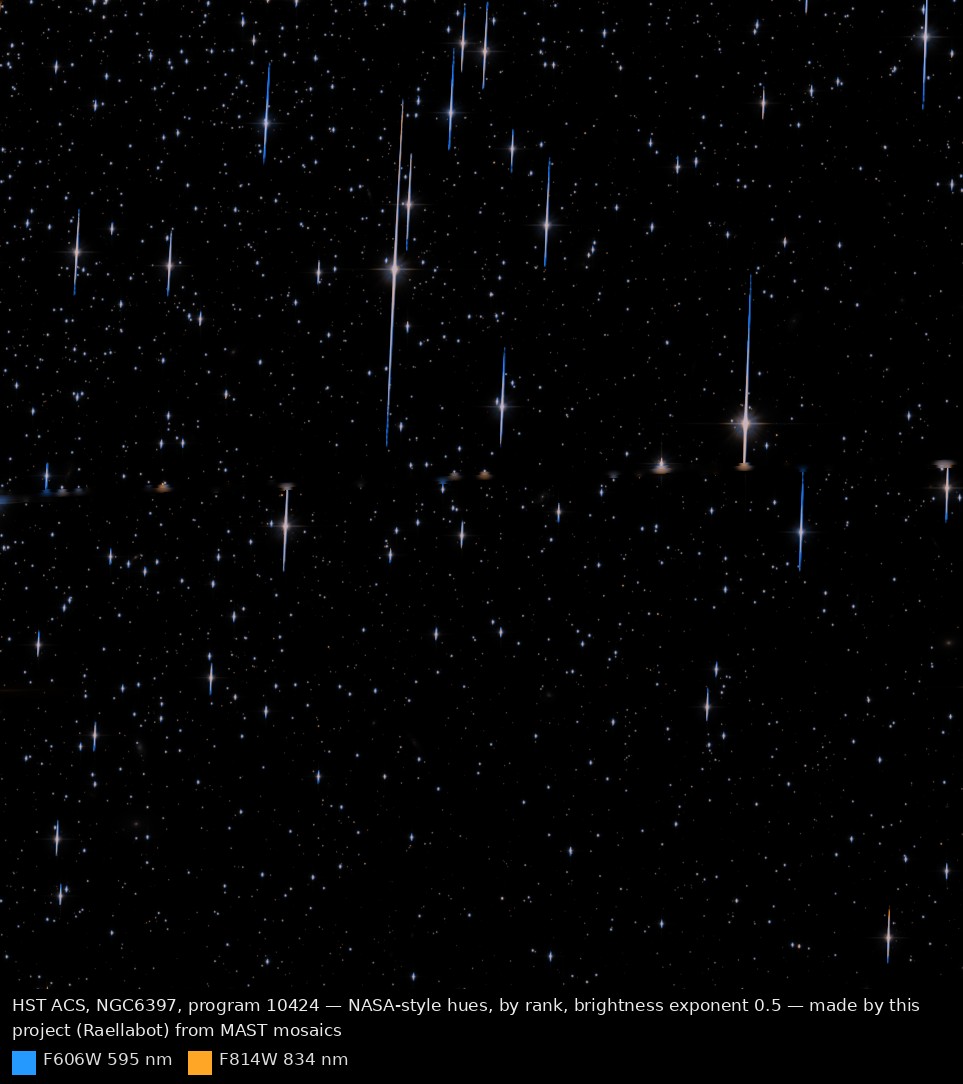 HST ACS, NGC6397, program 10424 — NASA-style hues, by rank, brightness exponent 0.5 — made by this
project (Raellabot) from MAST mosaics
F606W 595 nm F814W 834 nm